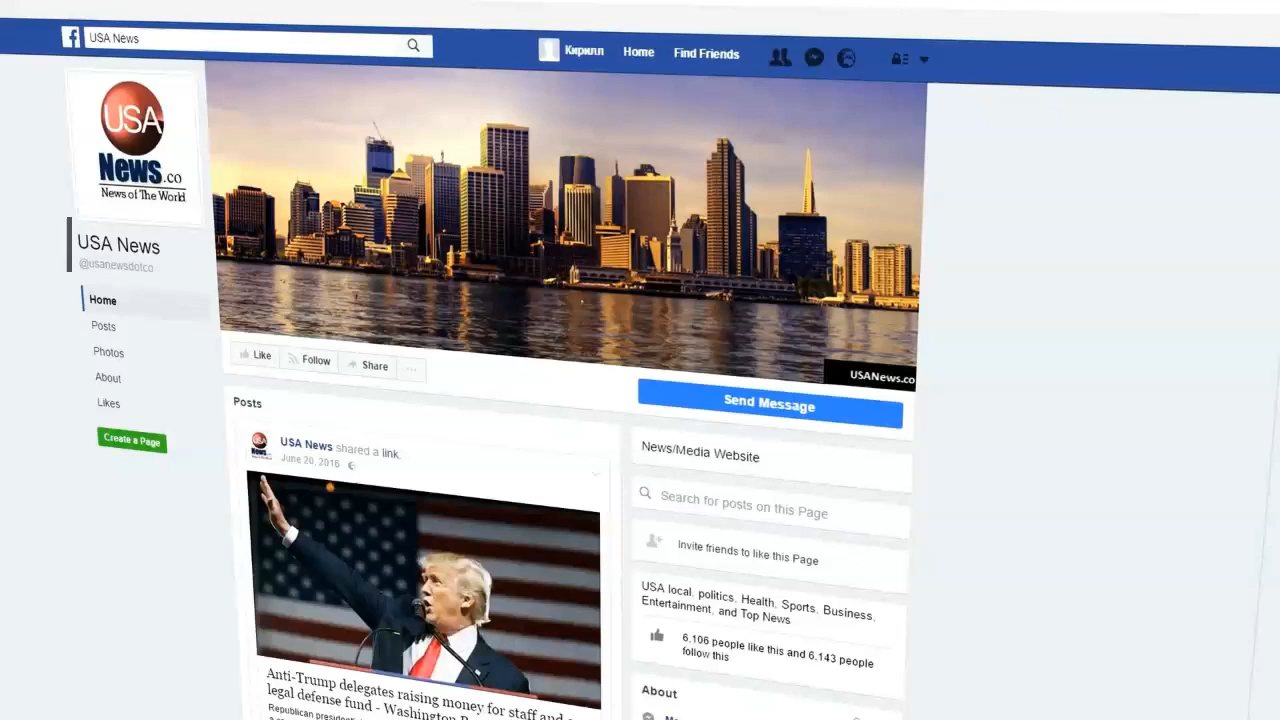 USA News
Кирилл
Home
Find Friends
USA
News.co
News of The World
USA News
@usanewsdotco
Home
Posts
Photos
About
Likes
Create a Page
USANews.co
Like
Follow
Share
Send Message
Posts
USA News shared a link.
June 20, 2016
Anti-Trump delegates raising money for staff and
legal defense fund - Washington
Republican
News/Media Website
Search for posts on this Page
Invite friends to like this Page
USA local, politics, Health, Sports, Business,
Entertainment, and Top News
6,106 people like this and 6,143 people
follow this
About